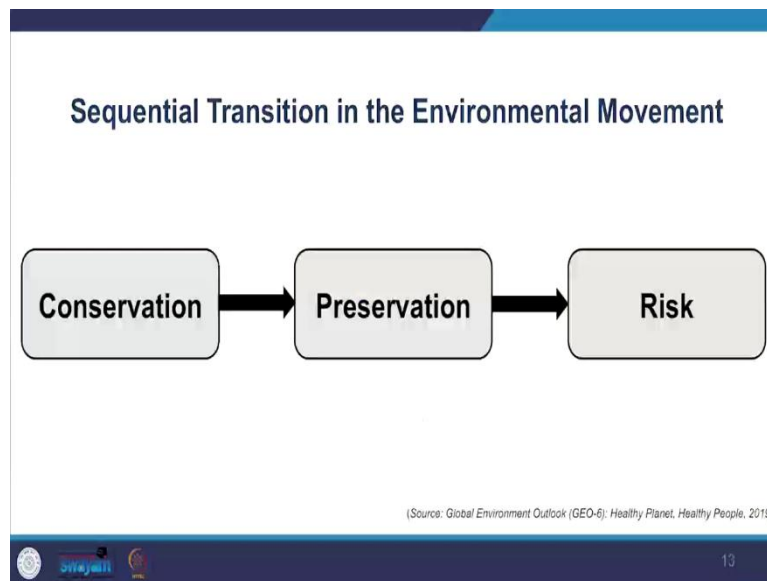 Sequential Transition in the Environmental Movement
Conservation
Preservation
Risk
(Source: Global Environment Outlook (GEO-6): Healthy Planet, Healthy People, 2019
swayam
13